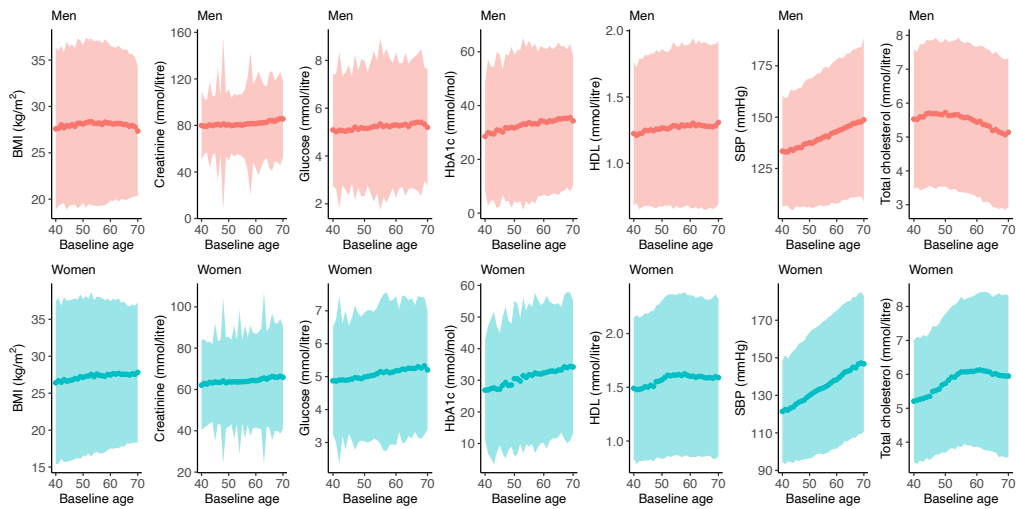 Men
BMI (kg/m²)
35
30
25
20
40 50 60 70
Baseline age
Men
Creatinine (mmol/litre)
160
120
80
40
0
40 50 60 70
Baseline age
Men
Glucose (mmol/litre)
8
6
4
2
40 50 60 70
Baseline age
Men
HbA1c (mmo/mol)
60
40
20
0
40 50 60 70
Baseline age
Men
HDL (mmol/litre)
2.0
1.5
1.0
40 50 60 70
Baseline age
Men
SBP (mmHg)
175
150
125
40 50 60 70
Baseline age
Men
Total cholesterol (mmol/litre)
8
7
6
5
4
3
40 50 60 70
Baseline age
Women
BMI (kg/m²)
35
30
25
20
15
40 50 60 70
Baseline age
Women
Creatinine (mmol/litre)
100
80
60
40
20
40 50 60 70
Baseline age
Women
Glucose (mmol/litre)
7
5
3
40 50 60 70
Baseline age
Women
HbA1c (mmo/mol)
60
50
40
30
20
10
40 50 60 70
Baseline age
Women
HDL (mmol/litre)
2.0
1.5
1.0
40 50 60 70
Baseline age
Women
SBP (mmHg)
170
150
130
110
90
40 50 60 70
Baseline age
Women
Total cholesterol (mmol/litre)
8
6
4
40 50 60 70
Baseline age